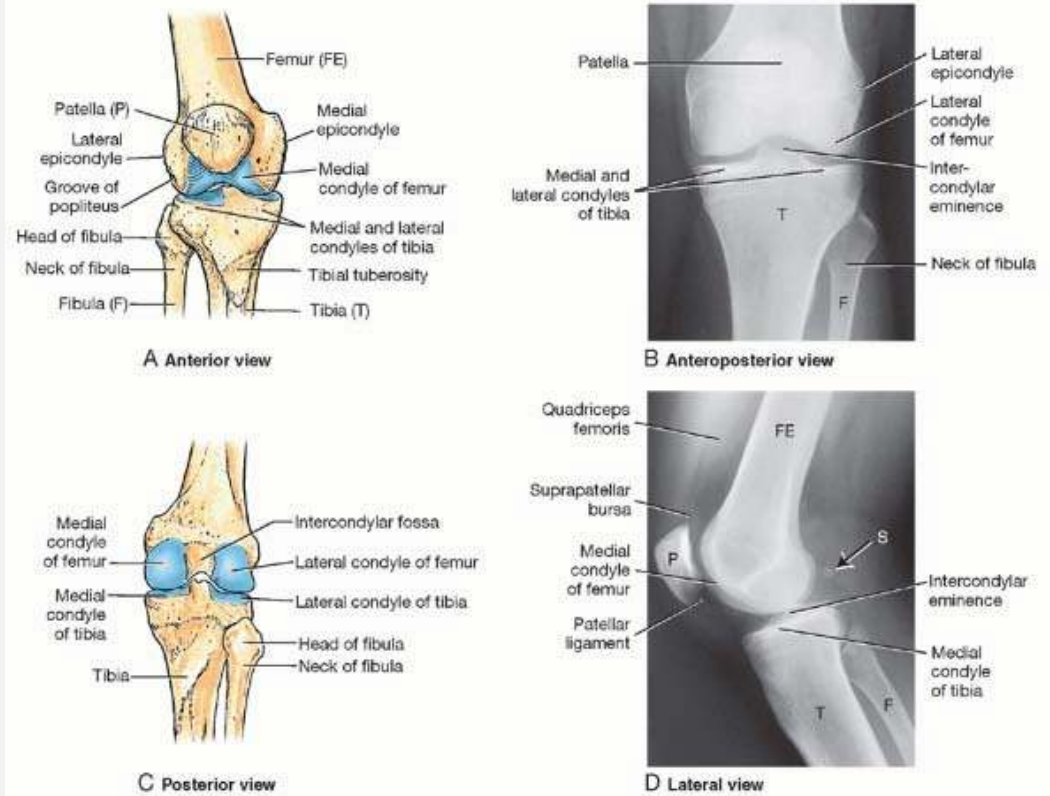 Femur (FE)
Patella (P)
Lateral
epicondyle
Groove of
popliteus
Head of fibula
Neck of fibula
Fibula (F)
Medial
epicondyle
Medial
condyle of femur
Medial and lateral
condyles of tibia
Tibial tuberosity
Tibia (T)
A Anterior view
Patella
Medial and
lateral condyles
of tibia
T
F
Lateral
epicondyle
Lateral
condyle
of femur
Inter-
condylar
eminence
Neck of fibula
B Anteroposterior view
Medial
condyle
of femur
Medial
condyle
of tibia
Tibia
Intercondylar fossa
Lateral condyle of femur
Lateral condyle of tibia
Head of fibula
Neck of fibula
C Posterior view
Quadriceps
femoris
Suprapatellar
bursa
Medial
condyle
of femur
Patellar
ligament
FE
P
S
T
F
Intercondylar
eminence
Medial
condyle
of tibia
D Lateral view